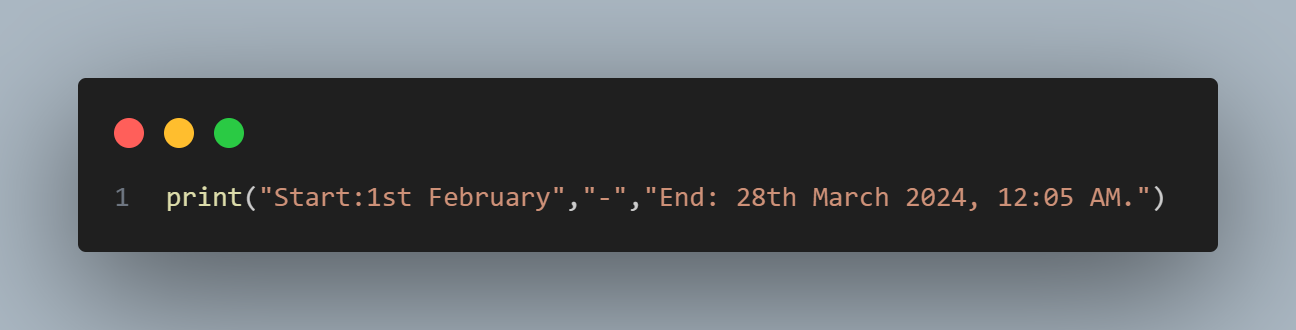 1 print("Start:1st February","-","End: 28th March 2024, 12:05 AM.")